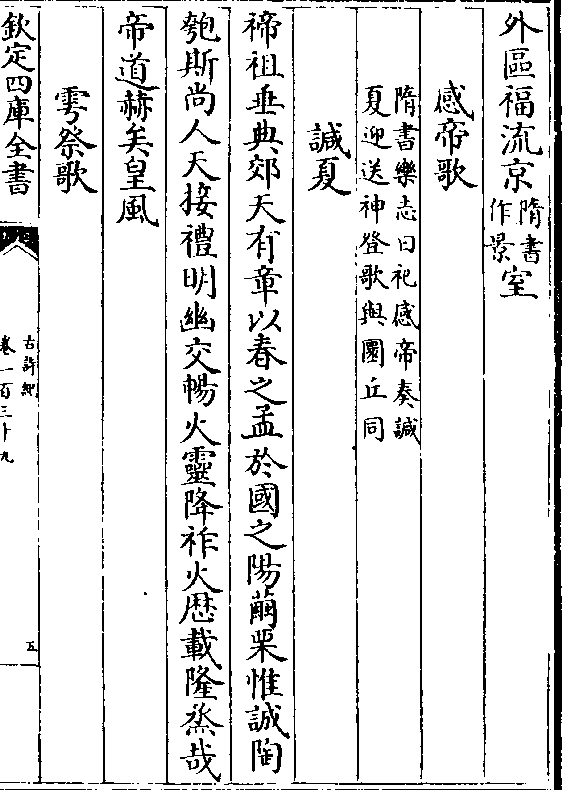 外區福流京隋書作景室
感帝歌
隋書樂志曰祀感帝奏諴
夏迎送神登歌與圜丘同
諴夏
禘祖垂典郊天有章以春之孟於國之陽繭栗惟誠陶
匏斯尚人天接禮明幽交暢火靈降祚火厯載隆烝哉
帝道赫矣皇風
雩祭歌
欽定四庫全書
古詩紀
卷一百三十九
五